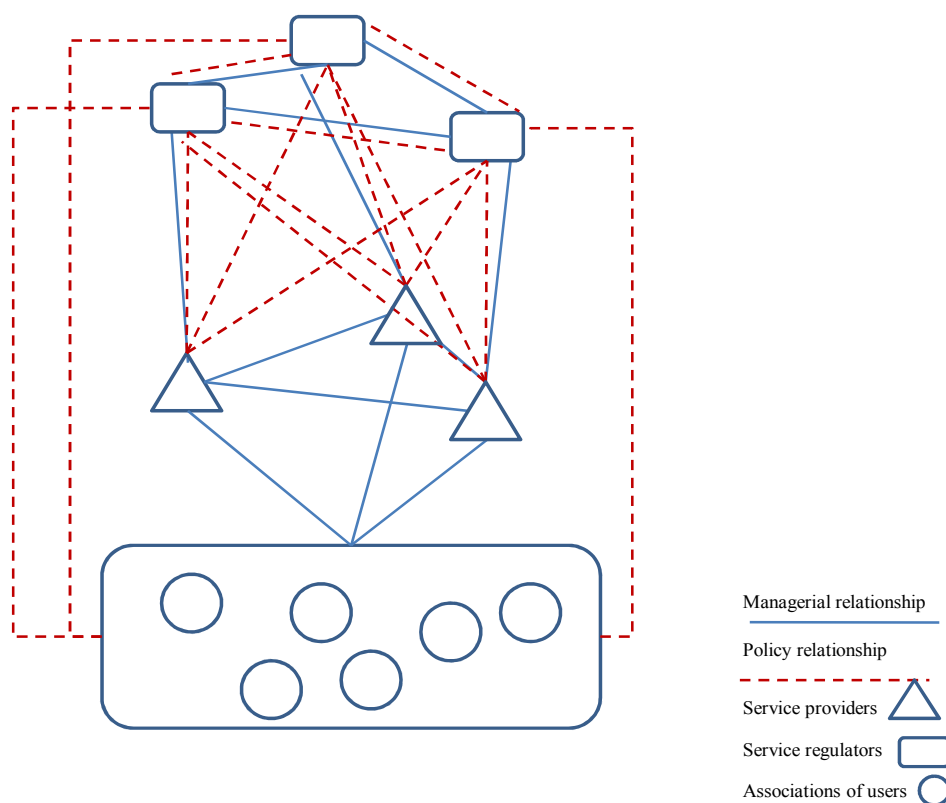 Managerial relationship
Policy relationship
Service providers
Service regulators
Associations of users